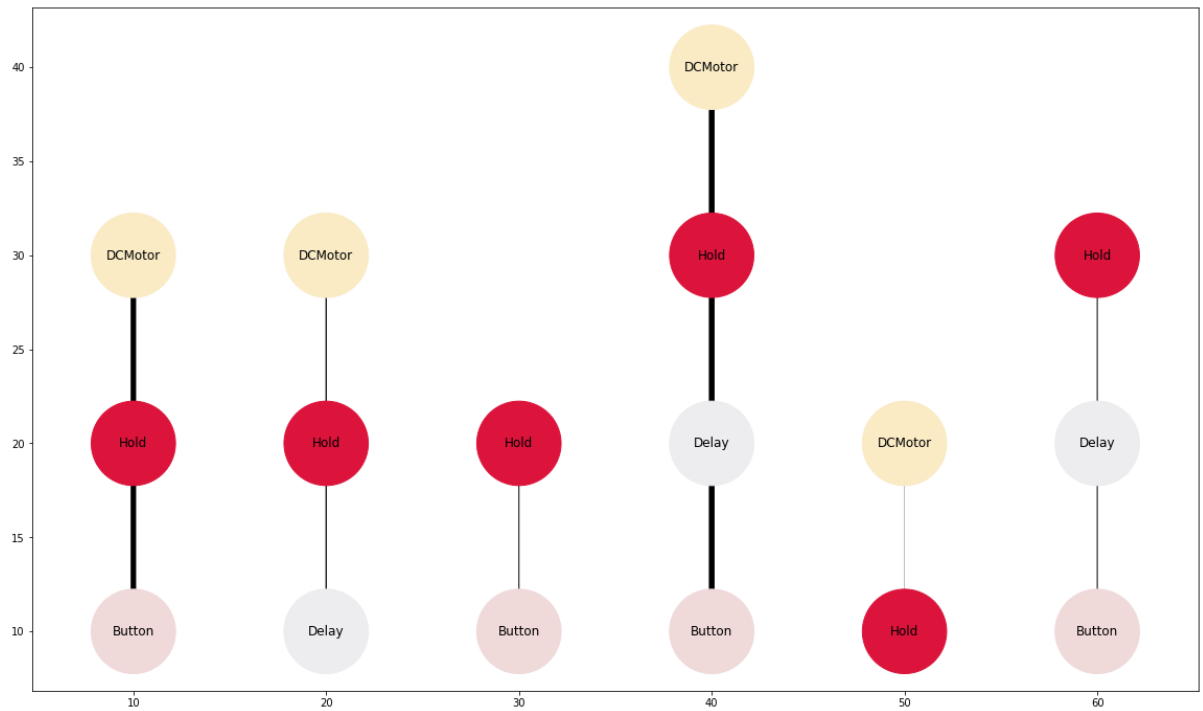 40
DCMotor
35
30
DCMotor
DCMotor
Hold
Hold
25
20
Hold
Hold
Hold
Delay
DCMotor
Delay
15
10
Button
Delay
Button
Button
Hold
Button
10
20
30
40
50
60